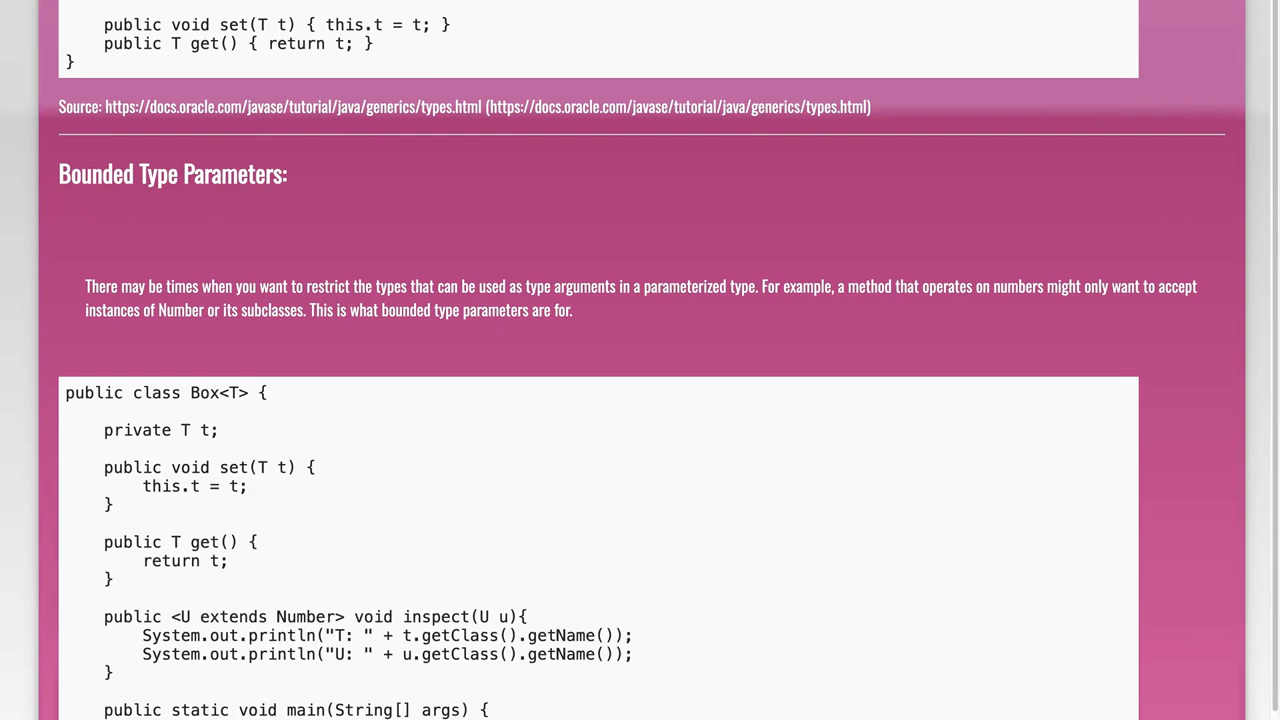 public void set(T t) { this.t = t; }
public T get() { return t; }
}
Source: https://docs.oracle.com/javase/tutorial/java/generics/types.html (https://docs.oracle.com/javase/tutorial/java/generics/types.html)
Bounded Type Parameters:
There may be times when you want to restrict the types that can be used as type arguments in a parameterized type. For example, a method that operates on numbers might only want to accept
instances of Number or its subclasses. This is what bounded type parameters are for.
public class Box<T> {
private T t;
public void set(T t) {
this.t = t;
}
public T get() {
return t;
}
public <U extends Number> void inspect(U u){
System.out.println("T: " + t.getClass().getName());
System.out.println("U: " + u.getClass().getName());
}
public static void main(String[] args) {